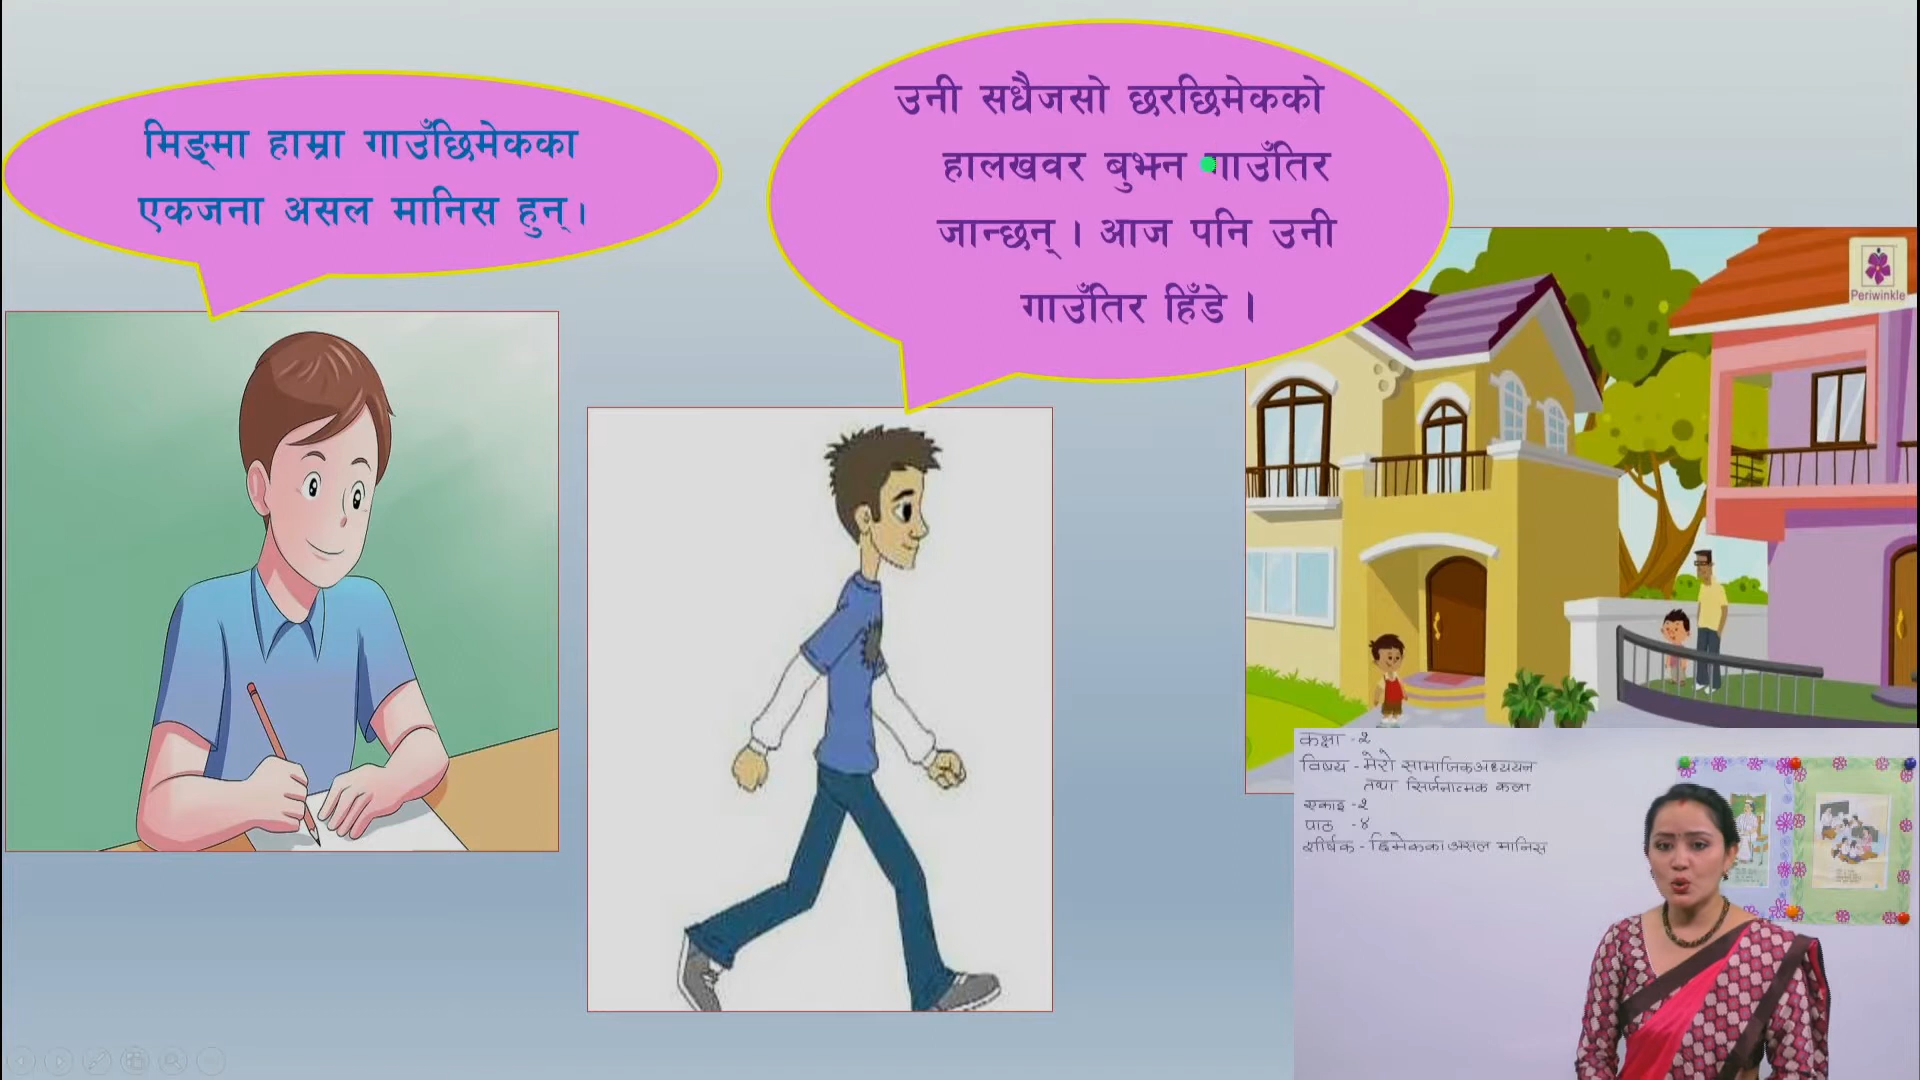 मिङ्मा हाम्रा गाउँछिमेकका
एकजना असल मानिस हुन्।
उनी सधैजसो छरछिमेकको
हालखवर बुझन गाउँतिर
जान्छन् । आज पनि उनी
गाउँतिर हिँडे ।
Periwinkle
कक्षा - २
विषय - मेरो सामाजिक अध्ययन
तथा सिर्जनात्मक कला
एकाइ - २
पाठ - ४
शीर्षक - छिमेकका असल मानिस